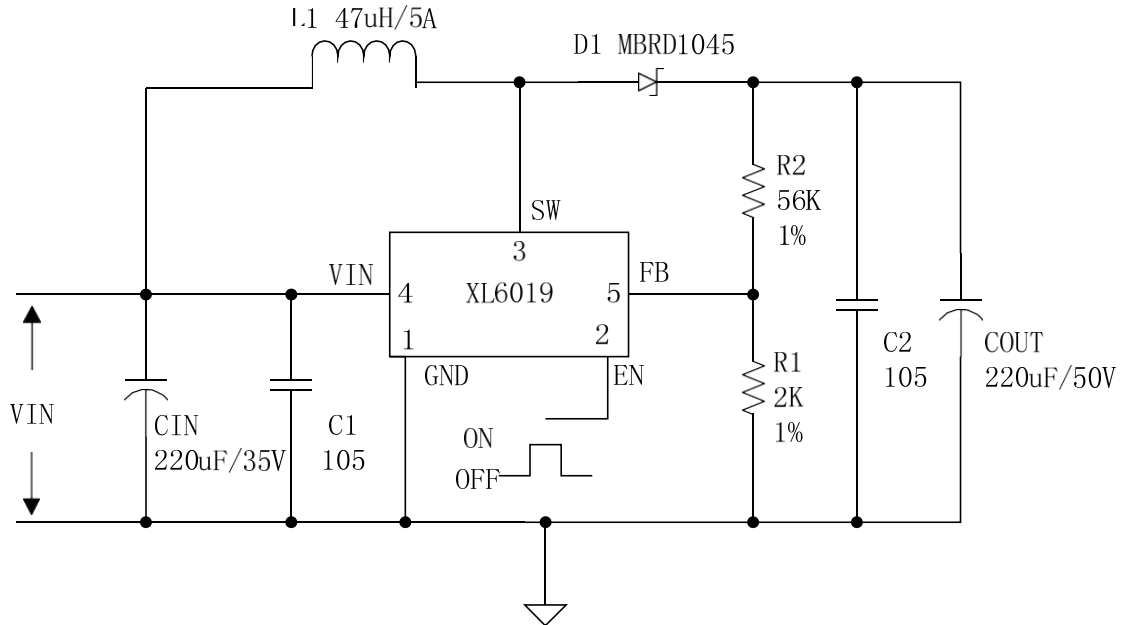 L1 47uH/5A
D1 MBRD1045
R2
56K
1%
SW
3
VIN
FB
4
XL6019
5
1
2
GND
EN
C2
105
COUT
220uF/50V
R1
2K
1%
VIN
CIN
220uF/35V
C1
105
ON
OFF